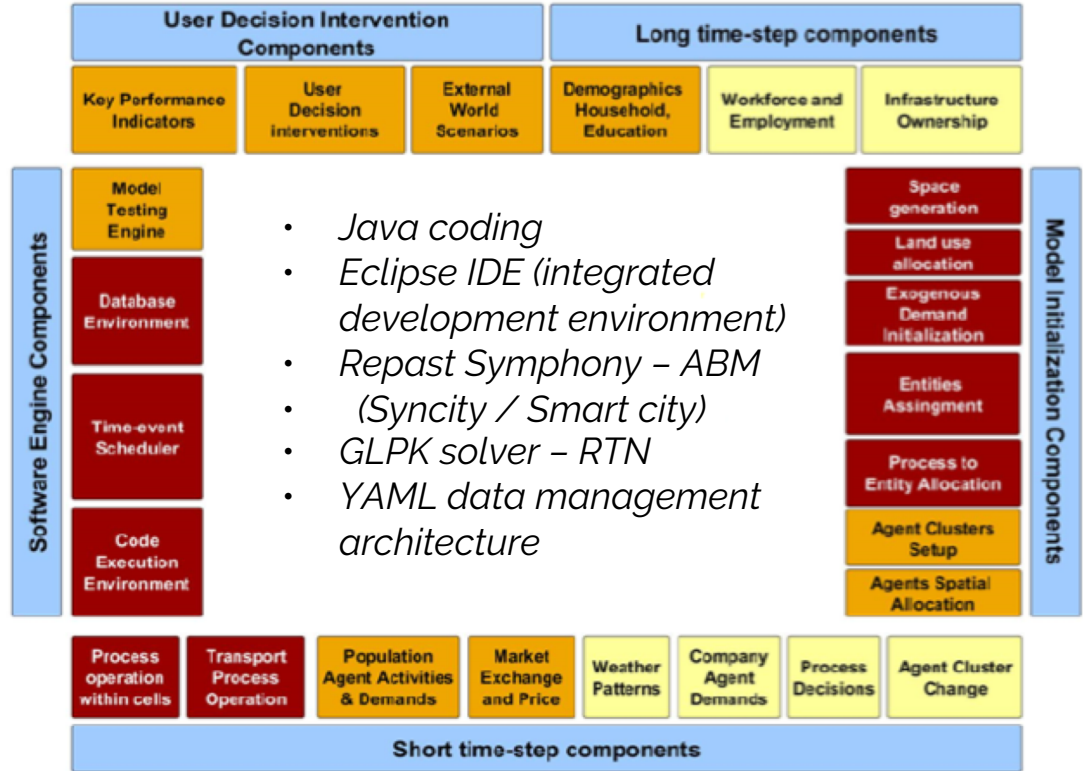 User Decision Intervention
Components
Long time-step components
Key Performance
Indicators
User
Decision
interventions
External
World
Scenarios
Demographics
Household,
Education
Workforce and
Employment
Infrastructure
Ownership
Software Engine Components
Model
Testing
Engine
Database
Environment
Time-event
Scheduler
Code
Execution
Environment
• Java coding
• Eclipse IDE (integrated
development environment)
• Repast Symphony – ABM
• (Syncity / Smart city)
• GLPK solver – RTN
• YAML data management
architecture
Space
generation
Land use
allocation
Exogenous
Demand
Initialization
Entities
Assingment
Process to
Entity Allocation
Agent Clusters
Setup
Agents Spatial
Allocation
Model Initialization Components
Process
operation
within cells
Transport
Process
Operation
Population
Agent Activities
& Demands
Market
Exchange
and Price
Weather
Patterns
Company
Agent
Demands
Process
Decisions
Agent Cluster
Change
Short time-step components